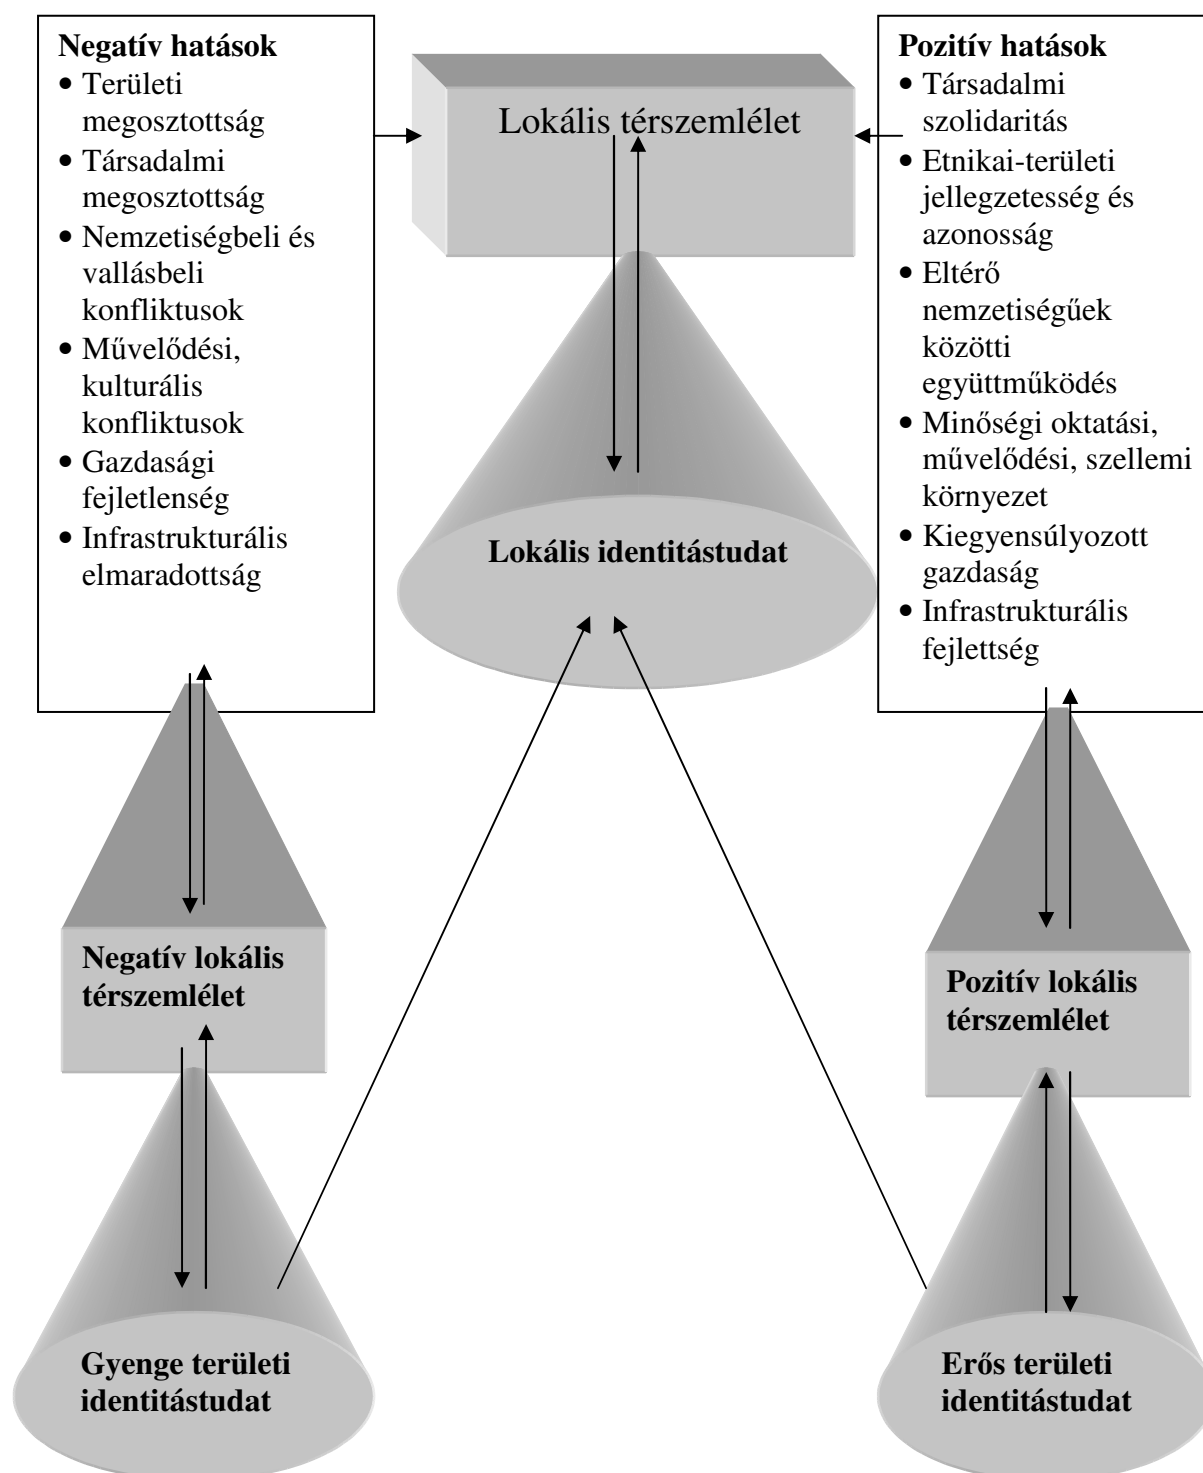 Negatív hatások
• Területi
megosztottság
• Társadalmi
megosztottság
• Nemzetiségbeli és
vallásbeli
konfliktusok
• Művelődési,
kulturális
konfliktusok
• Gazdasági
fejletlenség
• Infrastrukturális
elmaradottság
Lokális térszemlélet
Lokális identitástudat
Pozitív hatások
• Társadalmi
szolidaritás
• Etnikai-területi
jellegzetesség és
azonosság
• Eltérő
nemzetiségűek
közötti
együttműködés
• Minőségi oktatási,
művelődési, szellemi
környezet
• Kiegyensúlyozott
gazdaság
• Infrastrukturális
fejlettség
Negatív lokális
térszemlélet
Pozitív lokális
térszemlélet
Gyenge területi
identitástudat
Erős területi
identitástudat